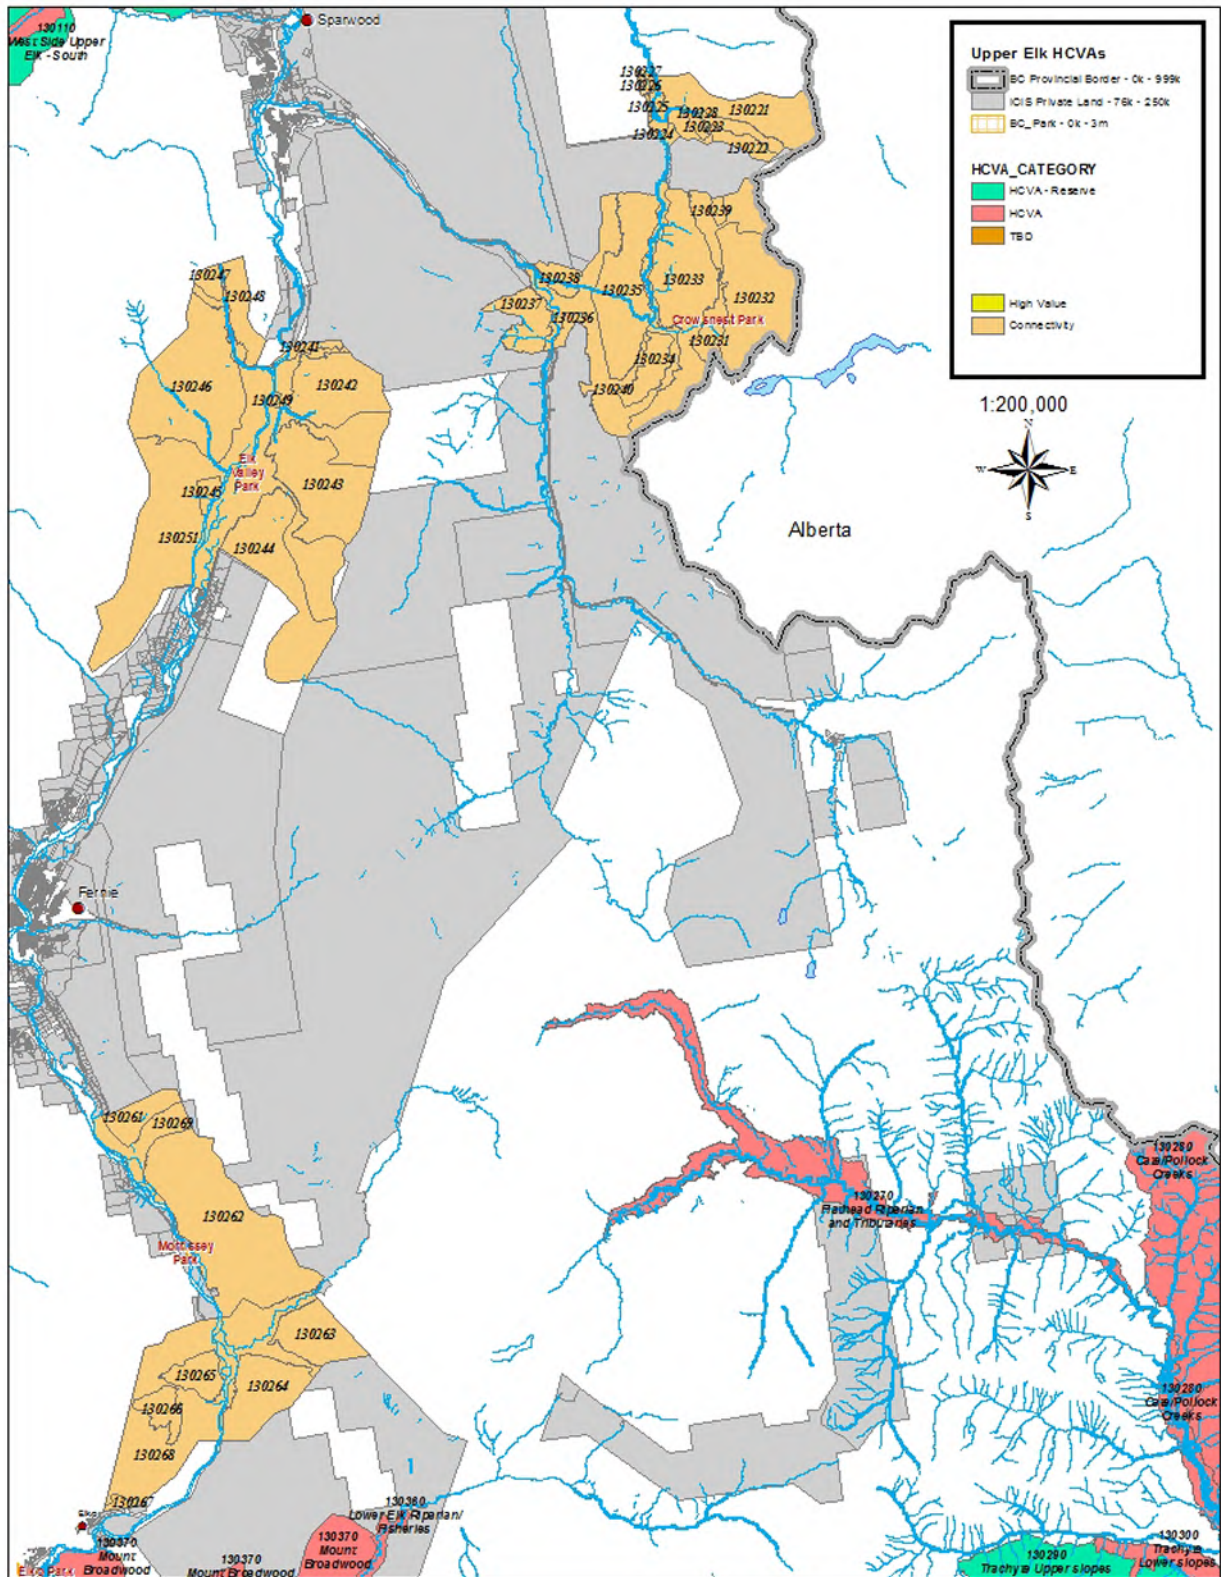 130110
West Side Upper
Elk - South
Sparwood
Upper Elk HCVAs
BC Provincial Border - 0k - 999k
ICIS Private Land - 76k - 250k
BC_Park - 0k - 3m
HCVA_CATEGORY
HCVA - Reserve
HCVA
TBD
High Value
Connectivity
1:200,000
N
W
E
S
130227
130226
130225
130228
130221
130223
130224
130222
130239
130238
130235
130233
130232
130237
130236
Crowsnest Park
130231
130234
130240
130247
130248
130241
130246
130242
130249
Elk
Valley
Park
130243
130245
130251
130244
Alberta
Fernie
130261
130269
130262
Morrissey
Park
130263
130265
130264
130266
130268
130267
130280
Cate/Pollock
Creeks
130270
Flathead Riparian
and Tributaries
130280
Cate/Pollock
Creeks
1
130360
Lower Elk Riparian/
Fisheries
130370
Mount
Broadwood
130370
Mount
Broadwood
130370
Mount Broadwood
Elko Park
130290
Trachyte Upper slopes
130300
Trachyte
Lower slopes